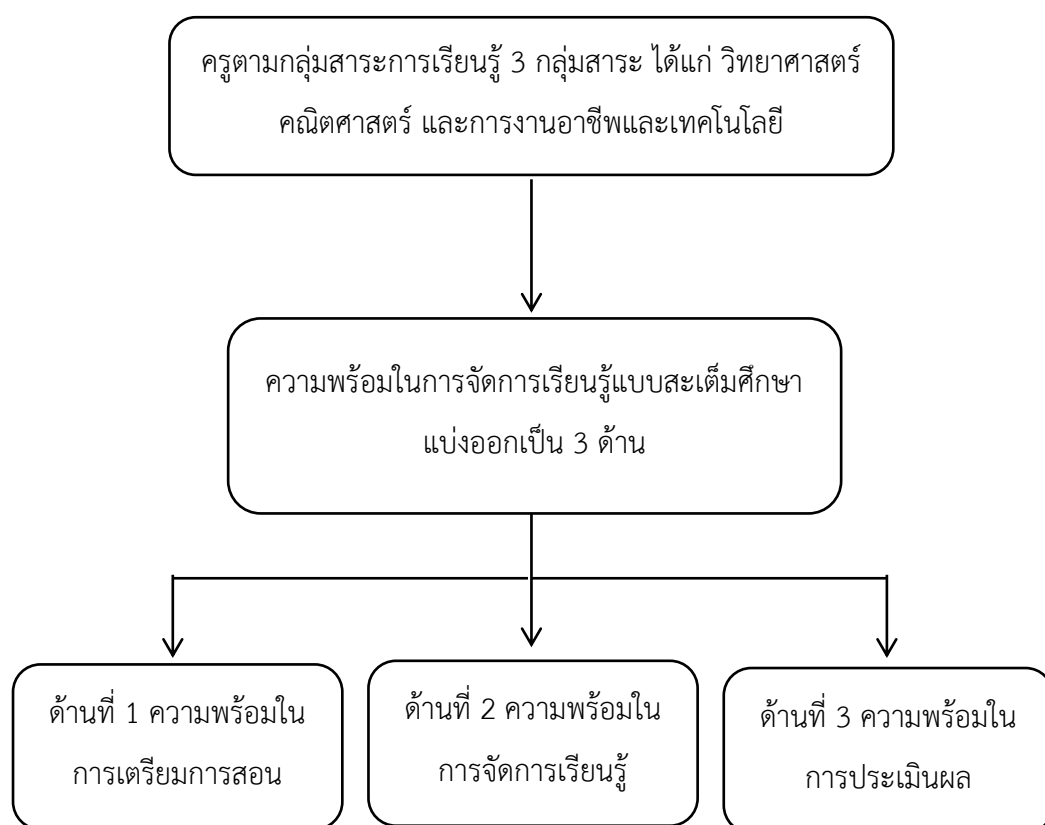 ครูตามกลุ่มสาระการเรียนรู้ 3 กลุ่มสาระ ได้แก่ วิทยาศาสตร์
คณิตศาสตร์ และการงานอาชีพและเทคโนโลยี
ความพร้อมในการจัดการเรียนรู้แบบสะเต็มศึกษา
แบ่งออกเป็น 3 ด้าน
ด้านที่ 1 ความพร้อมใน
การเตรียมการสอน
ด้านที่ 2 ความพร้อมใน
การจัดการเรียนรู้
ด้านที่ 3 ความพร้อมใน
การประเมินผล